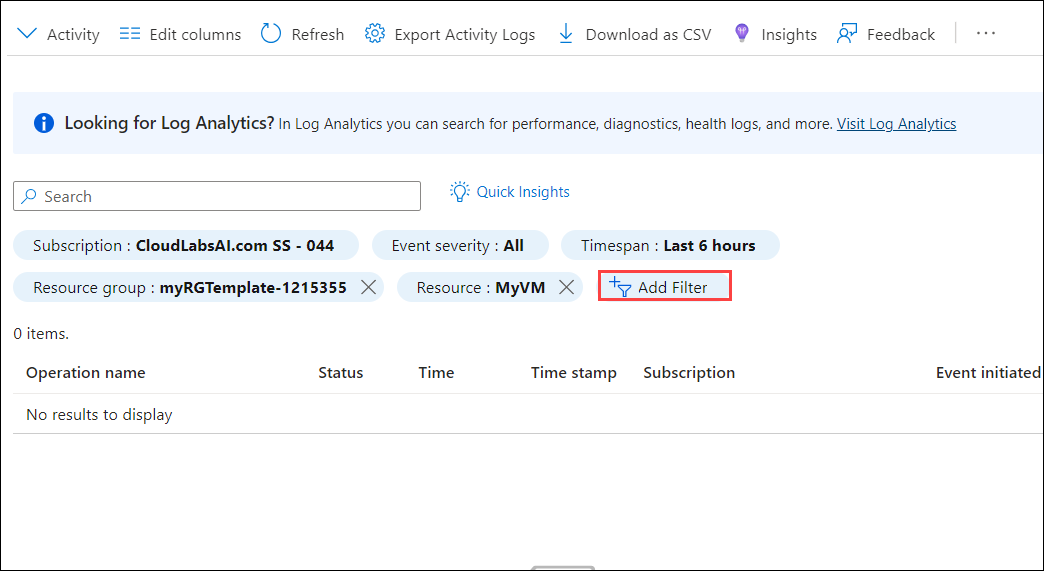 Activity Edit columns Refresh Export Activity Logs Download as CSV Insights Feedback ...
Looking for Log Analytics? In Log Analytics you can search for performance, diagnostics, health logs, and more. Visit Log Analytics
Search Quick Insights
Subscription : CloudLabsAI.com SS - 044 Event severity : All Timespan : Last 6 hours
Resource group : myRGTemplate-1215355 Resource : MyVM Add Filter
0 items.
Operation name Status Time Time stamp Subscription Event initiated
No results to display